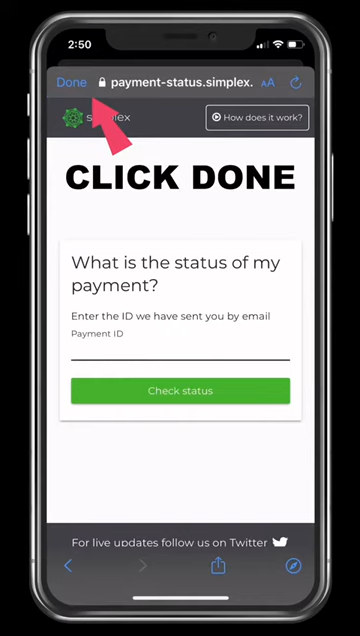 2:50
Done payment-status.simplex. AA
simplex
How does it work?
CLICK DONE
What is the status of my
payment?
Enter the ID we have sent you by email
Payment ID
Check status
For live updates follow us on Twitter